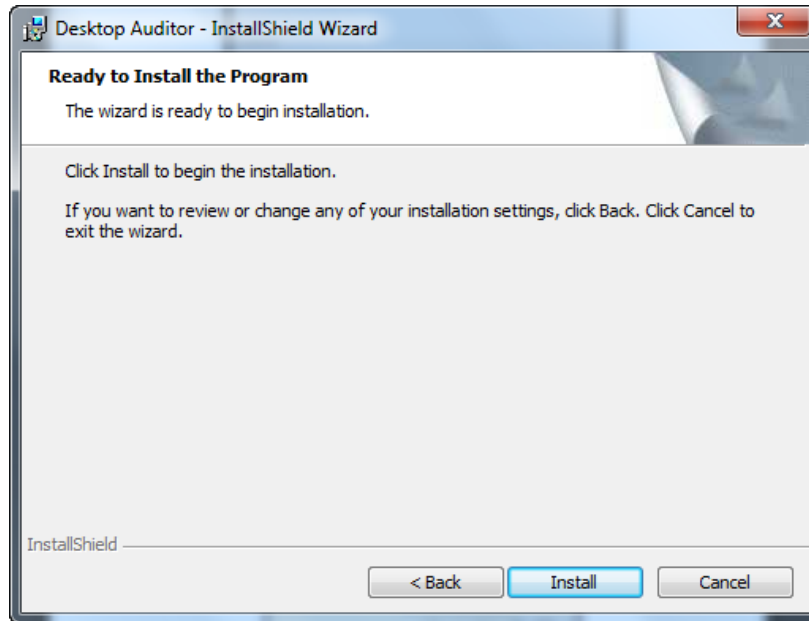 Desktop Auditor - InstallShield Wizard
Ready to Install the Program
The wizard is ready to begin installation.
Click Install to begin the installation.
If you want to review or change any of your installation settings, click Back. Click Cancel to
exit the wizard.
InstallShield
< Back
Install
Cancel